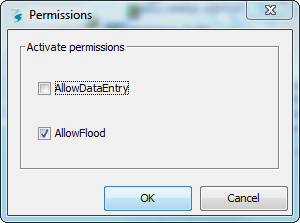 Permissions
Activate permissions
AllowDataEntry
AllowFlood
OK
Cancel